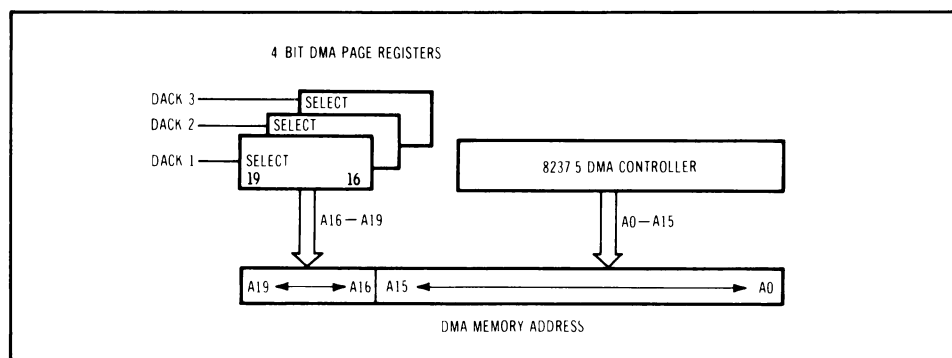 4 BIT DMA PAGE REGISTERS
DACK 3
SELECT
DACK 2
SELECT
DACK 1
SELECT
19 16
8237 5 DMA CONTROLLER
A16—A19
A0—A15
A19 A16 A15 A0
DMA MEMORY ADDRESS